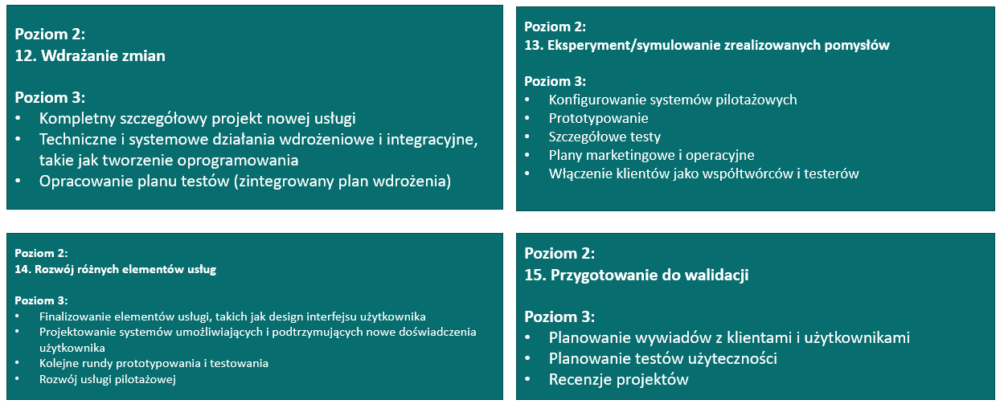 Poziom 2:
12. Wdrażanie zmian
Poziom 3:
• Kompletny szczegółowy projekt nowej usługi
• Techniczne i systemowe działania wdrożeniowe i integracyjne,
takie jak tworzenie oprogramowania
• Opracowanie planu testów (zintegrowany plan wdrożenia)
Poziom 2:
13. Eksperyment/symulowanie zrealizowanych pomysłów
Poziom 3:
• Konfigurowanie systemów pilotażowych
• Prototypowanie
• Szczegółowe testy
• Plany marketingowe i operacyjne
• Włączenie klientów jako współtwórców i testerów
Poziom 2:
14. Rozwój różnych elementów usług
Poziom 3:
• Finalizowanie elementów usługi, takich jak design interfejsu użytkownika
• Projektowanie systemów umożliwiających i podtrzymujących nowe doświadczenia
użytkownika
• Kolejne rundy prototypowania i testowania
• Rozwój usługi pilotażowej
Poziom 2:
15. Przygotowanie do walidacji
Poziom 3:
• Planowanie wywiadów z klientami i użytkownikami
• Planowanie testów użyteczności
• Recenzje projektów